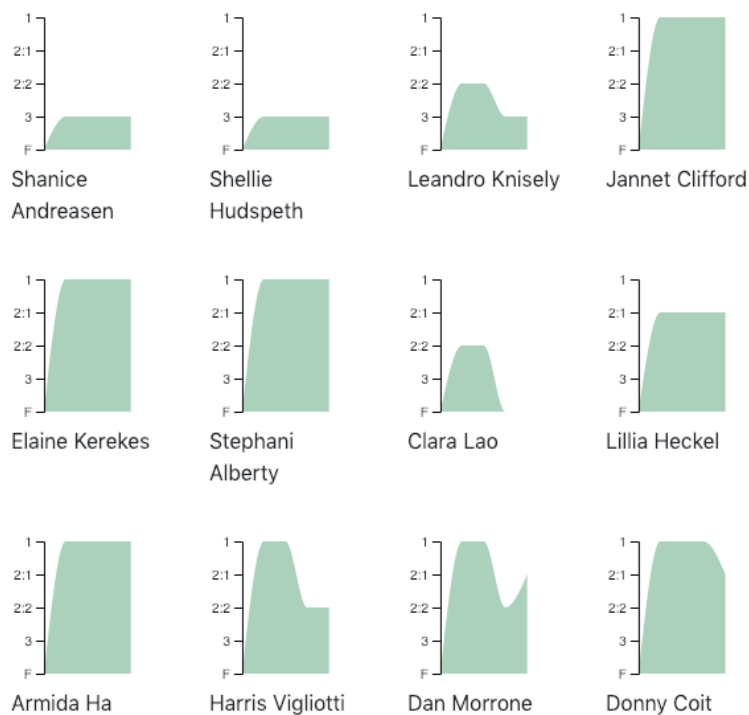 1 1 1 1
2:1 2:1 2:1 2:1
2:2 2:2 2:2 2:2
3 3 3 3
F F F F
Shanice Shellie Leandro Knisely Jannet Clifford
Andreasen Hudspeth
1 1 1 1
2:1 2:1 2:1 2:1
2:2 2:2 2:2 2:2
3 3 3 3
F F F F
Elaine Kerekes Stephani Clara Lao Lillia Heckel
Alberty
1 1 1 1
2:1 2:1 2:1 2:1
2:2 2:2 2:2 2:2
3 3 3 3
F F F F
Armida Ha Harris Vigliotti Dan Morrone Donny Coit